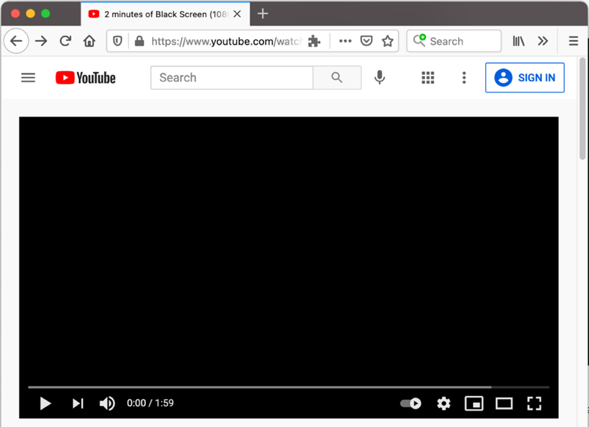 2 minutes of Black Screen (108
https://www.youtube.com/watc
Search
YouTube
Search
SIGN IN
0:00 / 1:59